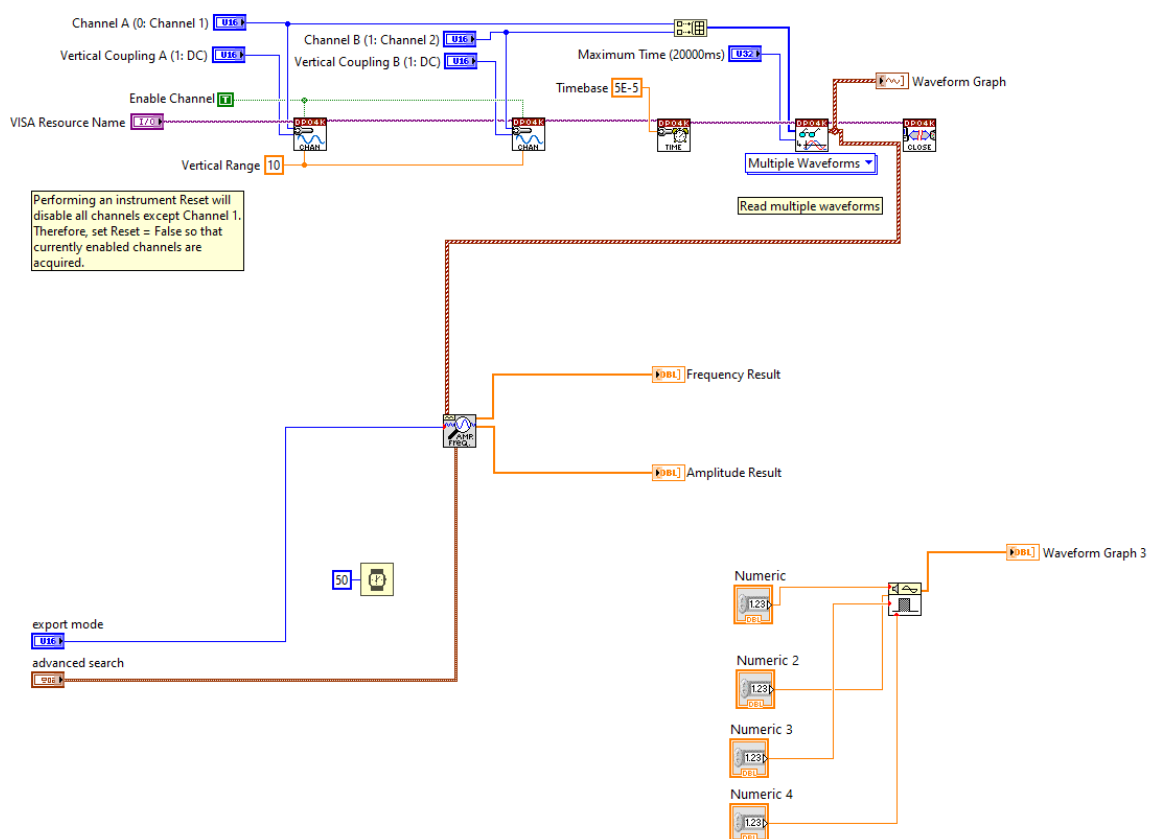 Channel A (0: Channel 1)
U16
Channel B (1: Channel 2)
U16
Vertical Coupling A (1: DC)
U16
Vertical Coupling B (1: DC)
U16
Maximum Time (20000ms)
U32
Timebase
5E-5
Waveform Graph
Enable Channel
T
VISA Resource Name
I/O
DPO4K
CHAN
DPO4K
CHAN
DPO4K
TIME
DPO4K
DPO4K
CLOSE
Vertical Range
10
Multiple Waveforms
Performing an instrument Reset will
disable all channels except Channel 1.
Therefore, set Reset = False so that
currently enabled channels are
acquired.
Read multiple waveforms
DBL
Frequency Result
AMP
FREQ.
DBL
Amplitude Result
50
DBL
Waveform Graph 3
Numeric
1.23
DBL
export mode
U16
advanced search
Numeric 2
1.23
DBL
Numeric 3
1.23
DBL
Numeric 4
1.23
DBL